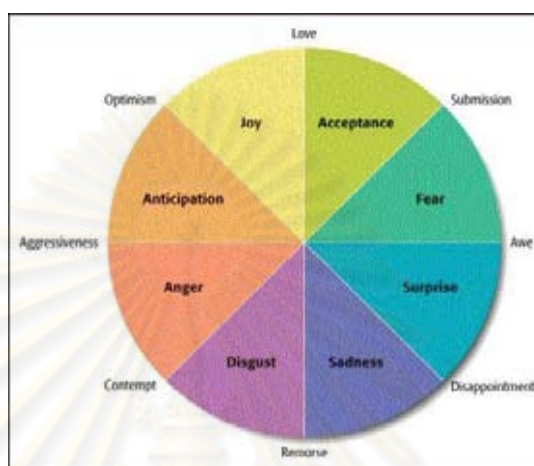 Love
Optimism
Submission
Joy
Acceptance
Anticipation
Fear
Aggressiveness
Awe
Anger
Surprise
Disgust
Sadness
Contempt
Disappointment
Remorse